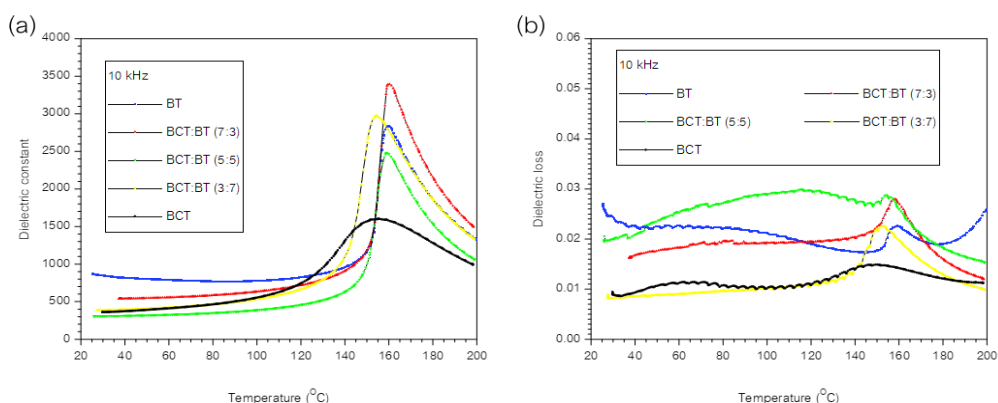 (a)
4000
3500
3000
2500
2000
1500
1000
500
0
Dielectric constant
10 kHz
BT
BCT:BT (7:3)
BCT:BT (5:5)
BCT:BT (3:7)
BCT
20 40 60 80 100 120 140 160 180 200
Temperature (°C)
(b)
0.06
0.05
0.04
0.03
0.02
0.01
0.00
Dielectric loss
10 kHz
BT BCT:BT (7:3)
BCT:BT (5:5) BCT:BT (3:7)
BCT
20 40 60 80 100 120 140 160 180 200
Temperature (°C)